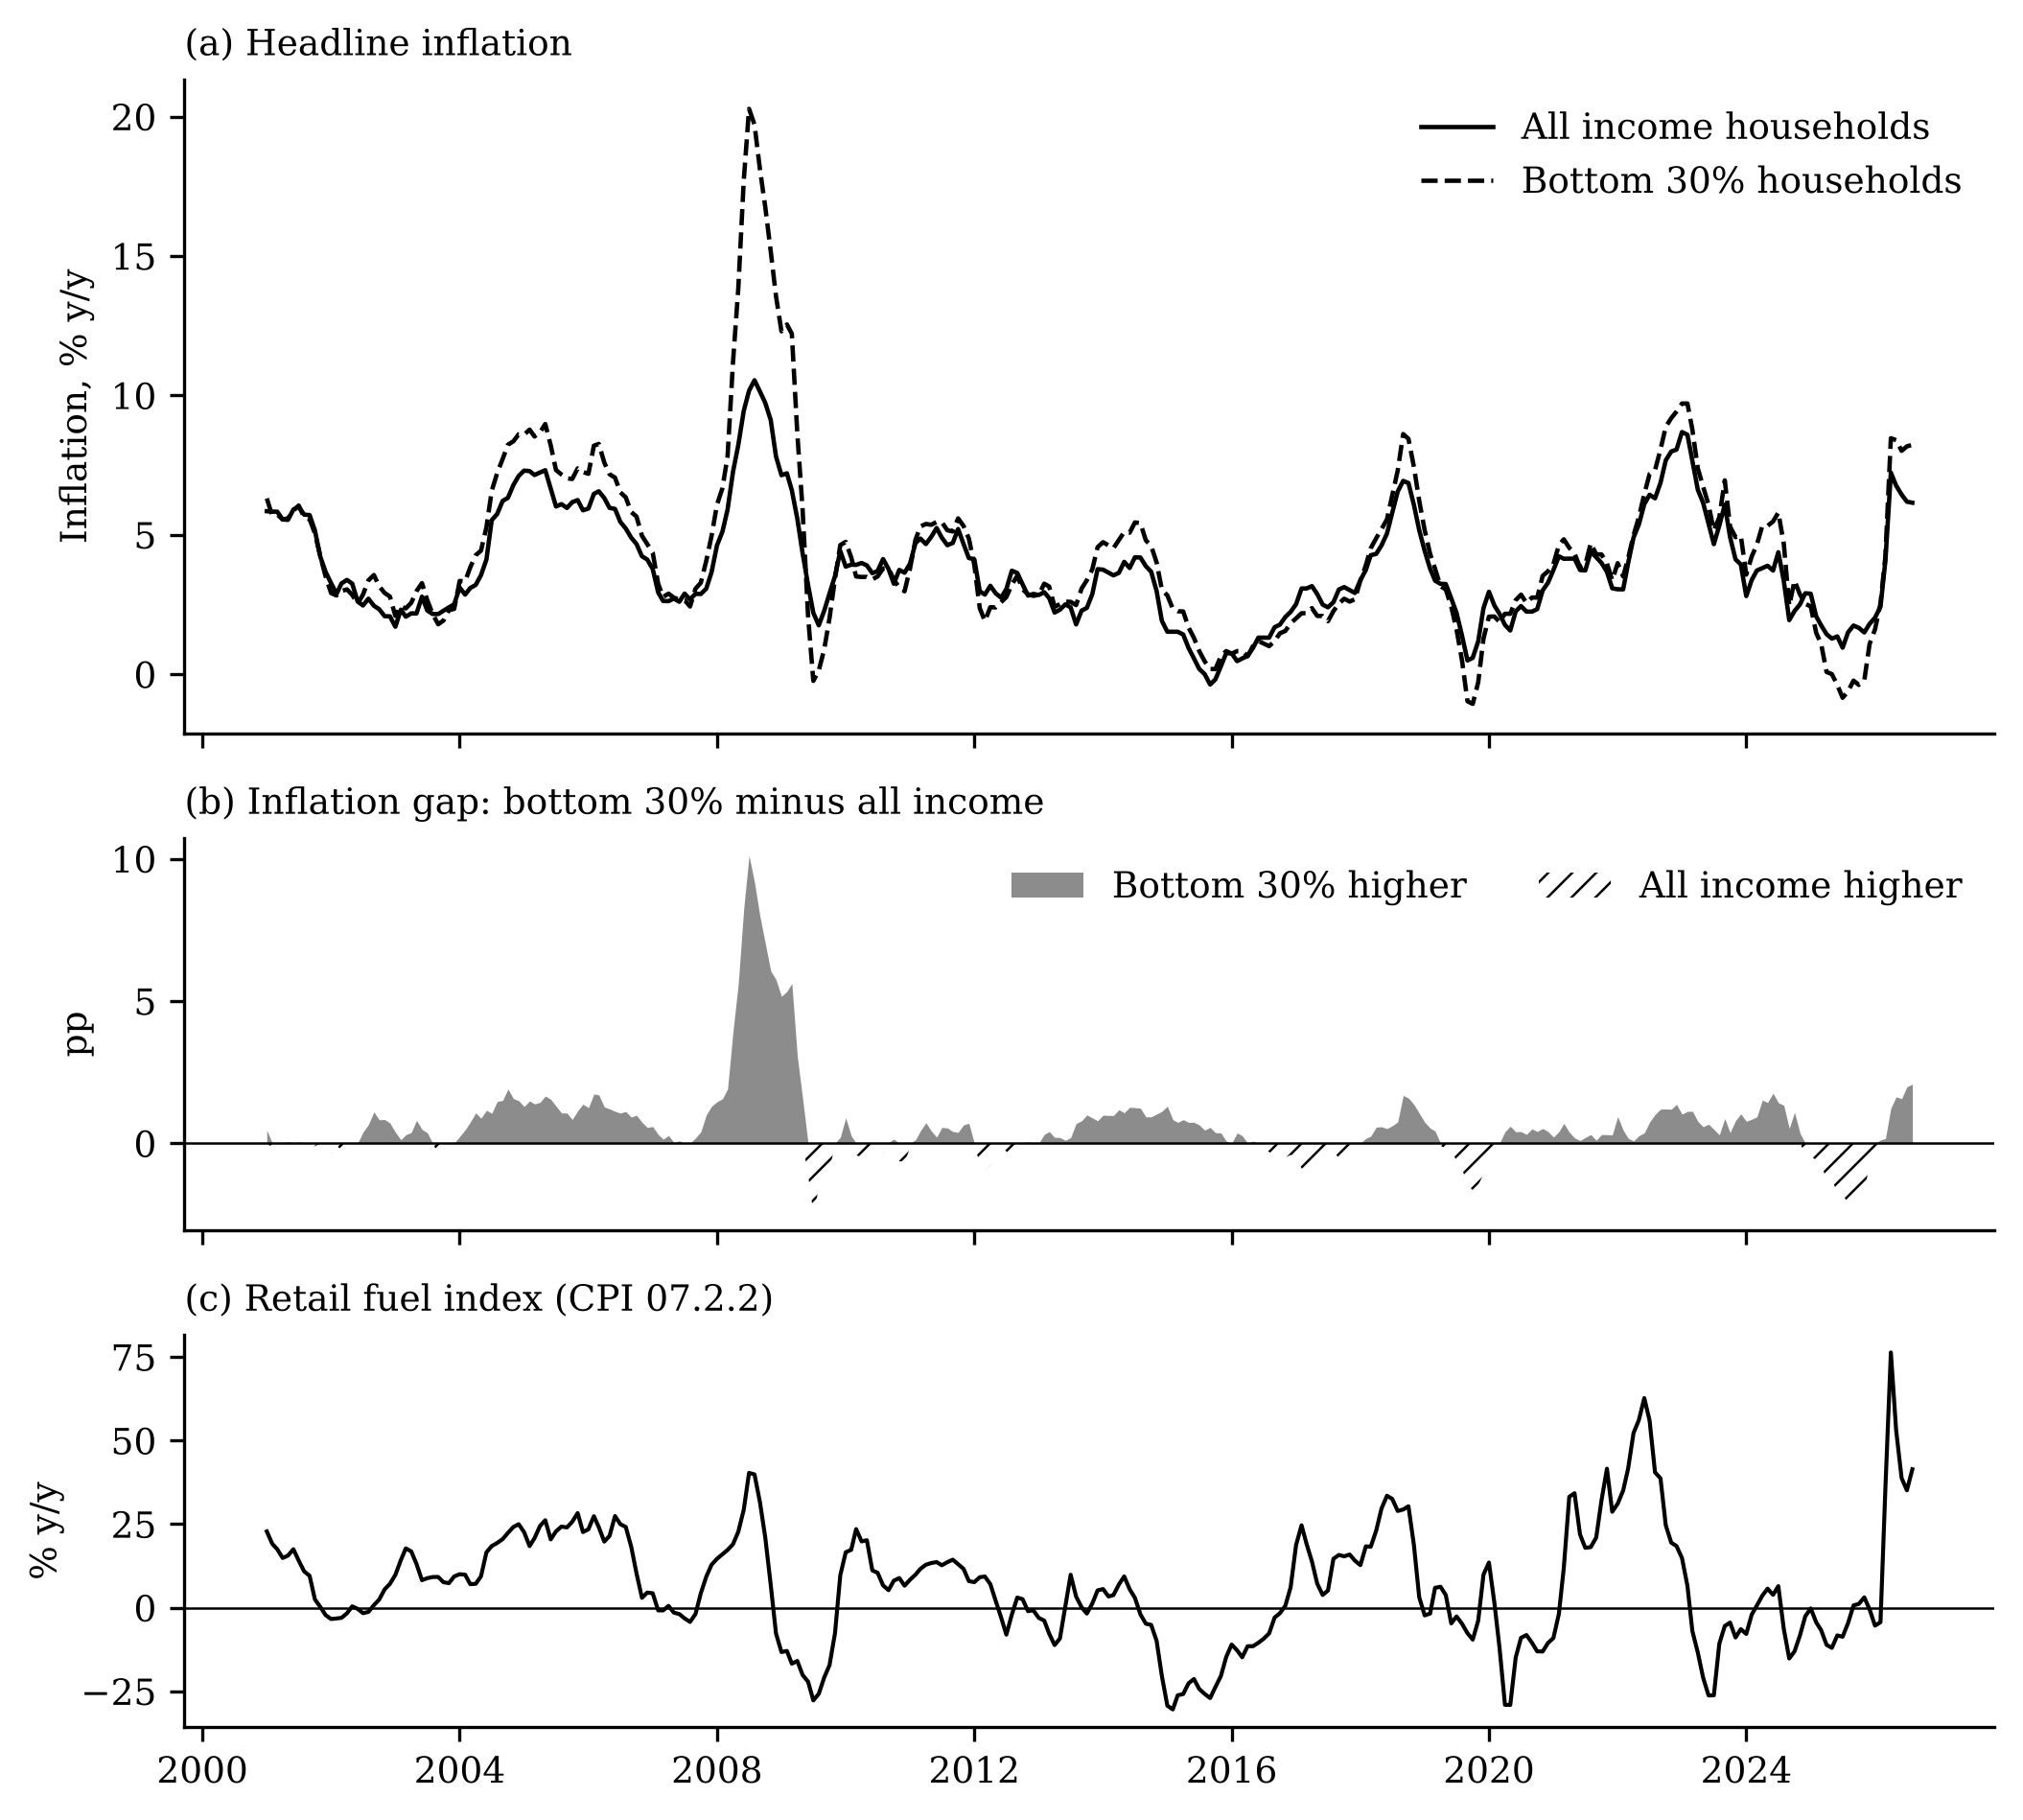 (a) Headline inflation
Inflation, % y/y
20
15
10
5
0
All income households
Bottom 30% households
(b) Inflation gap: bottom 30% minus all income
pp
10
5
0
Bottom 30% higher
All income higher
(c) Retail fuel index (CPI 07.2.2)
% y/y
75
50
25
0
−25
2000 2004 2008 2012 2016 2020 2024